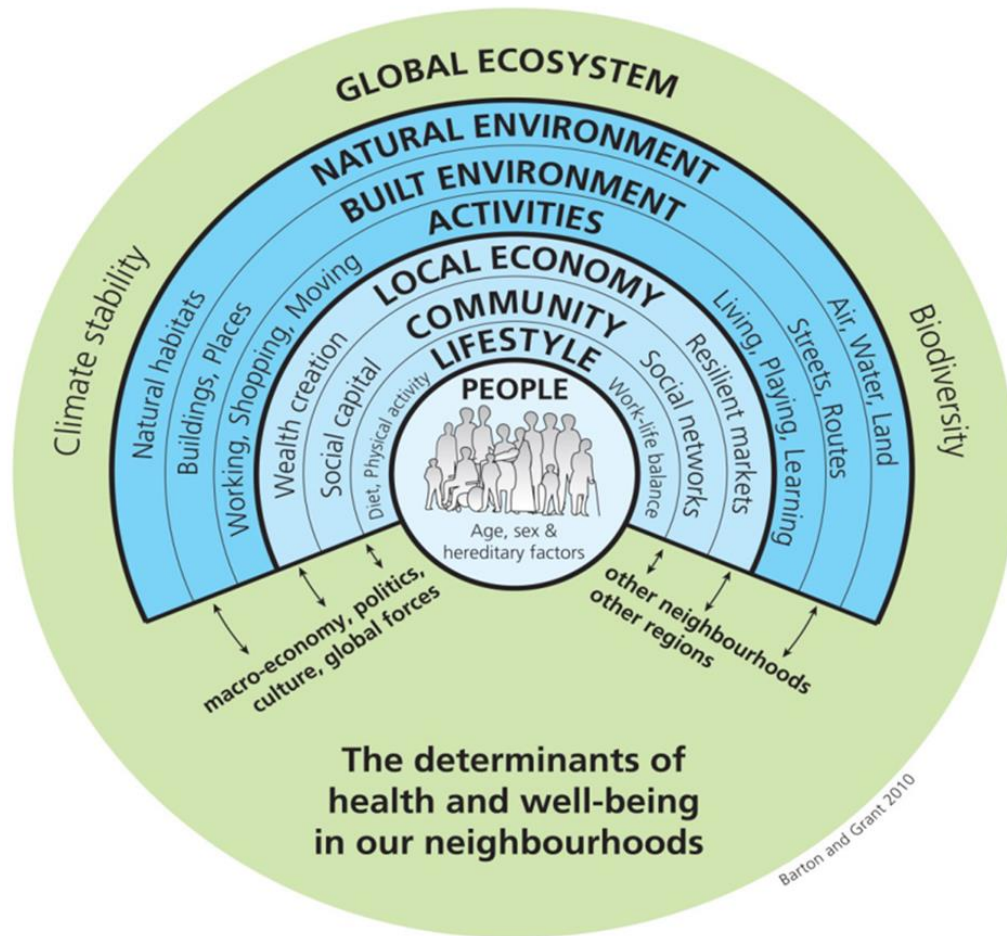 GLOBAL ECOSYSTEM
NATURAL ENVIRONMENT
BUILT ENVIRONMENT
ACTIVITIES
LOCAL ECONOMY
COMMUNITY
LIFESTYLE
PEOPLE
Age, sex &
hereditary factors
Climate stability
Natural habitats
Buildings, Places
Working, Shopping, Moving
Wealth creation
Social capital
Diet, Physical activity
Work-life balance
Social networks
Resilient markets
Living, Playing, Learning
Streets, Routes
Air, Water, Land
Biodiversity
macro-economy, politics,
culture, global forces
other neighbourhoods
other regions
The determinants of
health and well-being
in our neighbourhoods
Barton and Grant 2010